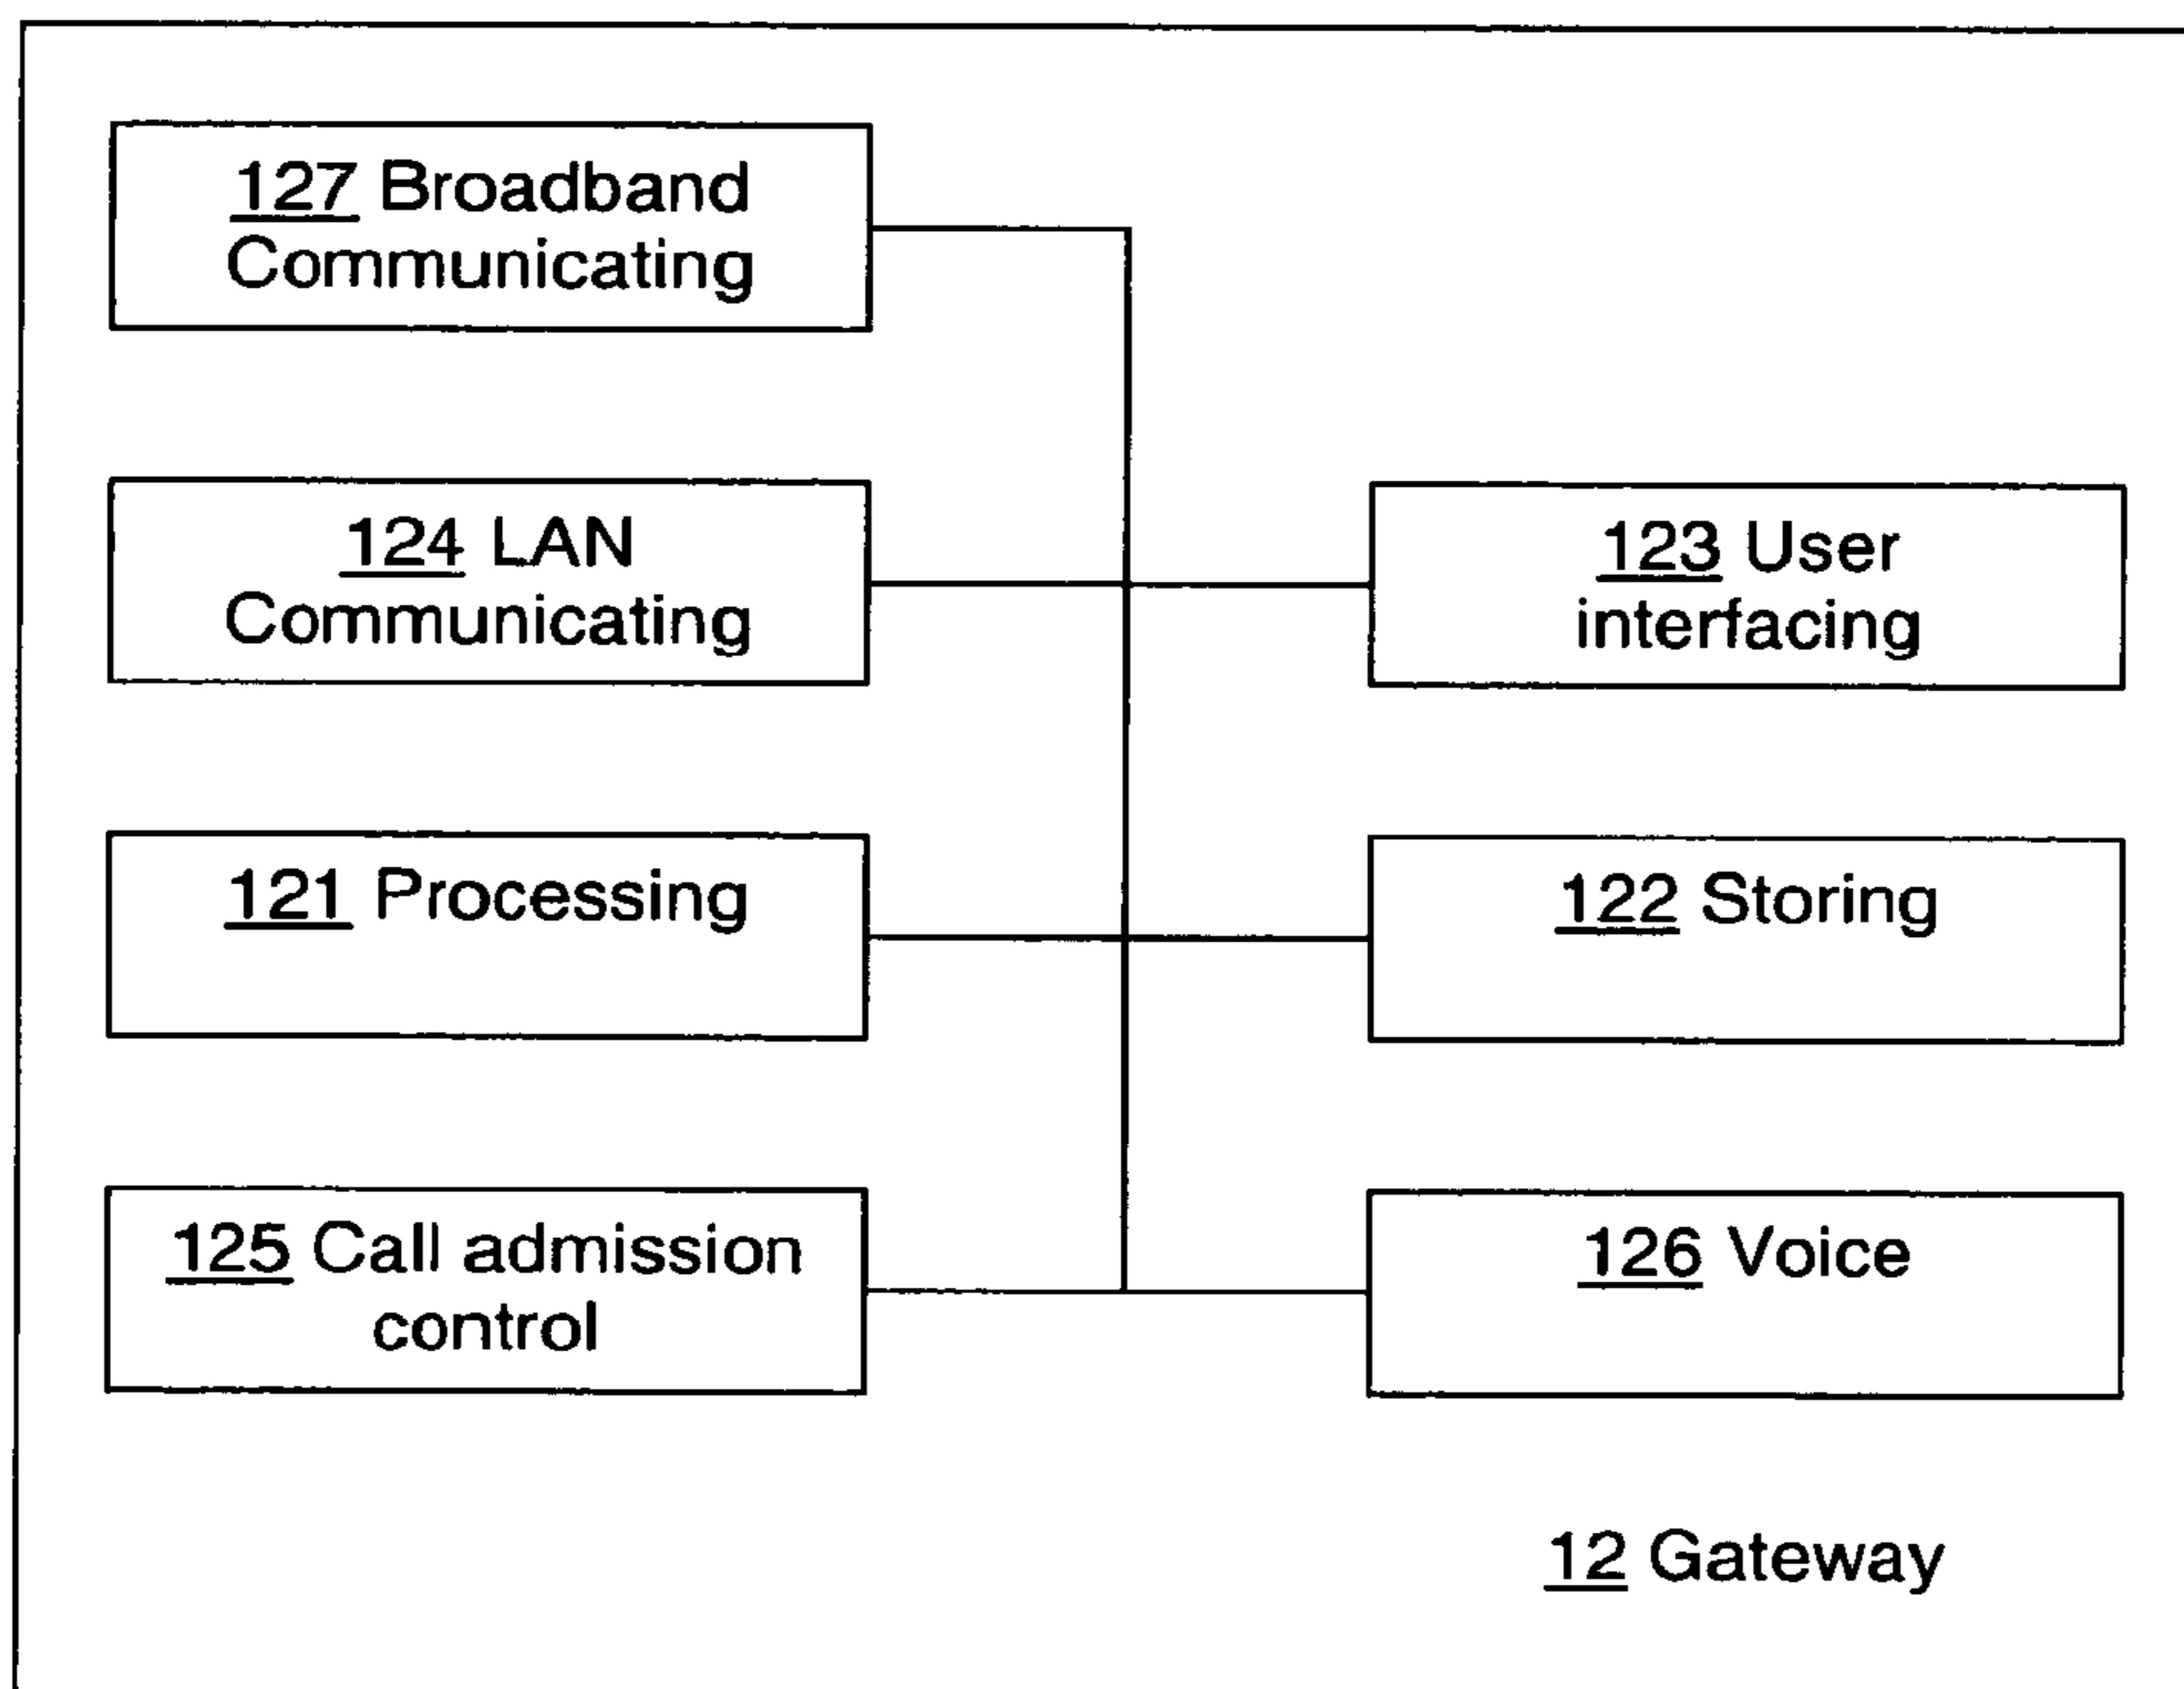 127 Broadband
Communicating
124 LAN
Communicating
123 User
interfacing
121 Processing
122 Storing
125 Call admission
control
126 Voice
12 Gateway